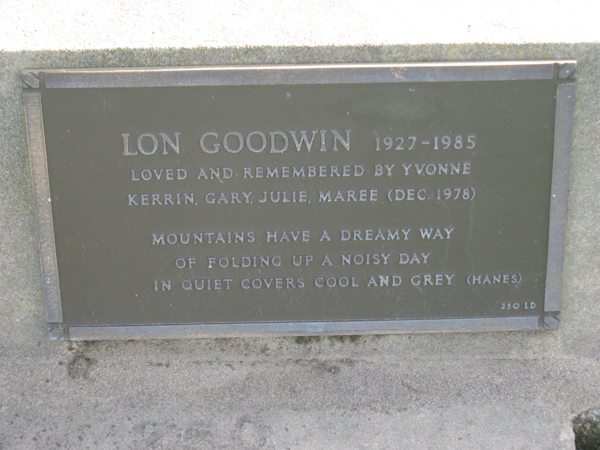 LON GOODWIN 1927-1985
LOVED AND REMEMBERED BY YVONNE
KERRIN, GARY, JULIE, MAREE (DEC. 1978)
MOUNTAINS HAVE A DREAMY WAY
OF FOLDING UP A NOISY DAY
IN QUIET COVERS COOL AND GREY (HANES)
250 LD